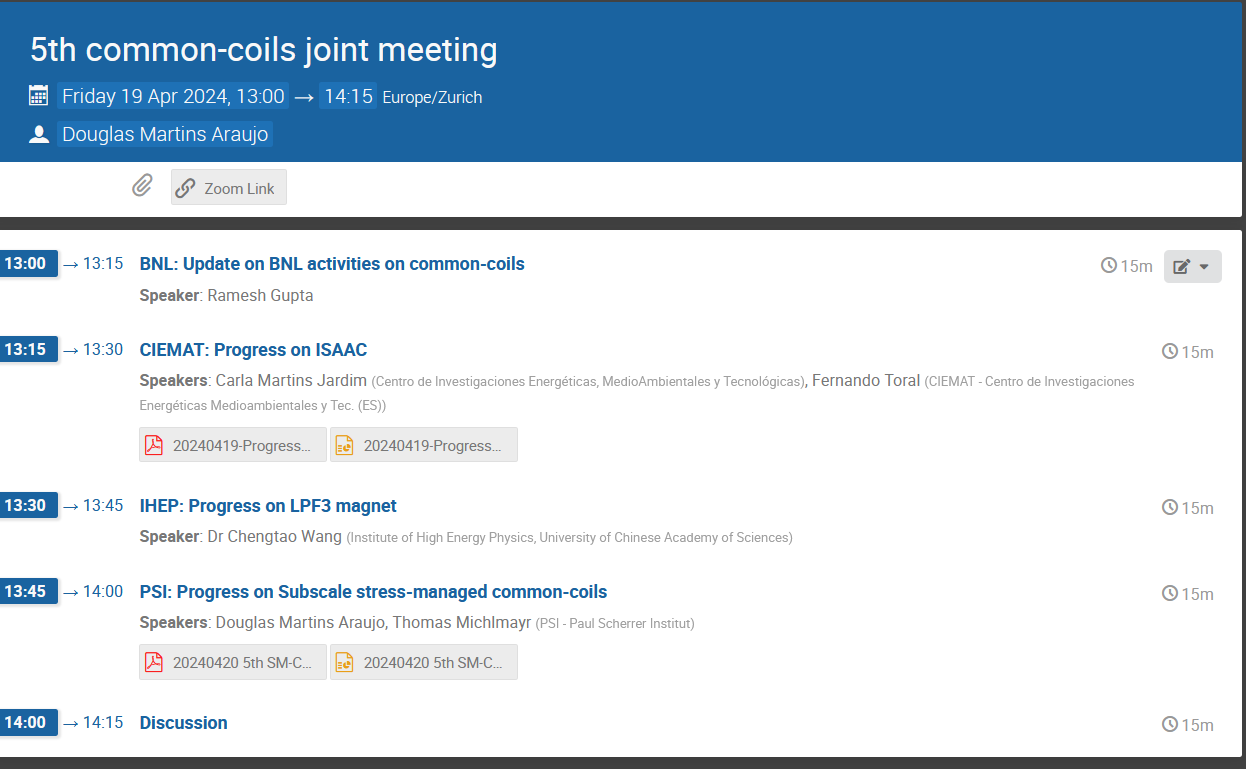 5th common-coils joint meeting
Friday 19 Apr 2024, 13:00 → 14:15 Europe/Zurich
Douglas Martins Araujo
Zoom Link
13:00 → 13:15 BNL: Update on BNL activities on common-coils 15m
Speaker: Ramesh Gupta
13:15 → 13:30 CIEMAT: Progress on ISAAC 15m
Speakers: Carla Martins Jardim (Centro de Investigaciones Energéticas, MedioAmbientales y Tecnológicas), Fernando Toral (CIEMAT - Centro de Investigaciones
Energéticas Medioambientales y Tec. (ES))
20240419-Progress... 20240419-Progress...
13:30 → 13:45 IHEP: Progress on LPF3 magnet 15m
Speaker: Dr Chengtao Wang (Institute of High Energy Physics, University of Chinese Academy of Sciences)
13:45 → 14:00 PSI: Progress on Subscale stress-managed common-coils 15m
Speakers: Douglas Martins Araujo, Thomas Michlmayr (PSI - Paul Scherrer Institut)
20240420 5th SM-C... 20240420 5th SM-C...
14:00 → 14:15 Discussion 15m